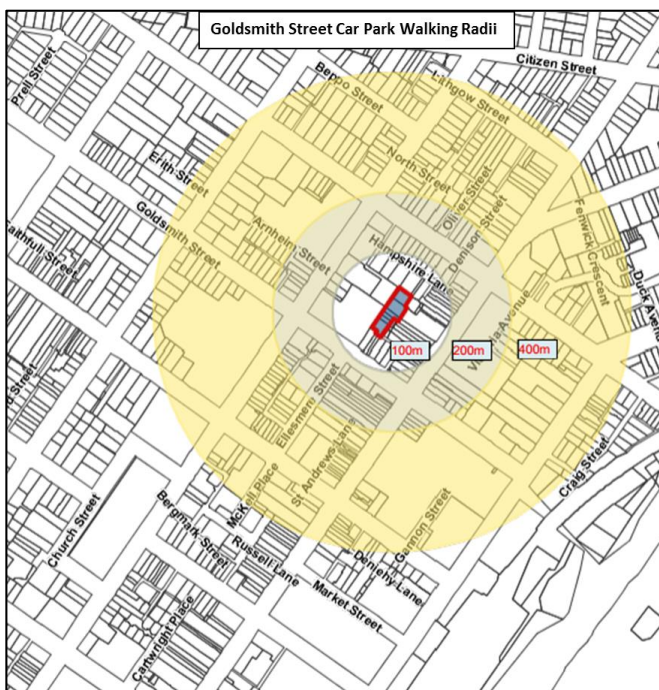 Goldsmith Street Car Park Walking Radii
Citizen Street
Prell Street
Beppo Street
Lithgow Street
Erith Street
North Street
Oliver Street
Denison Street
Fenwick Crescent
Goldsmith Street
Arnheim Street
Hampshire Lane
Faithfull Street
Duck Avenue
100m
200m
400m
Ellesmere Street
St Andrews Lane
McKell Place
Craig Street
Church Street
Bergmark Street
Russell Lane
Gannon Street
Deniehy Lane
Market Street
Cartwright Place